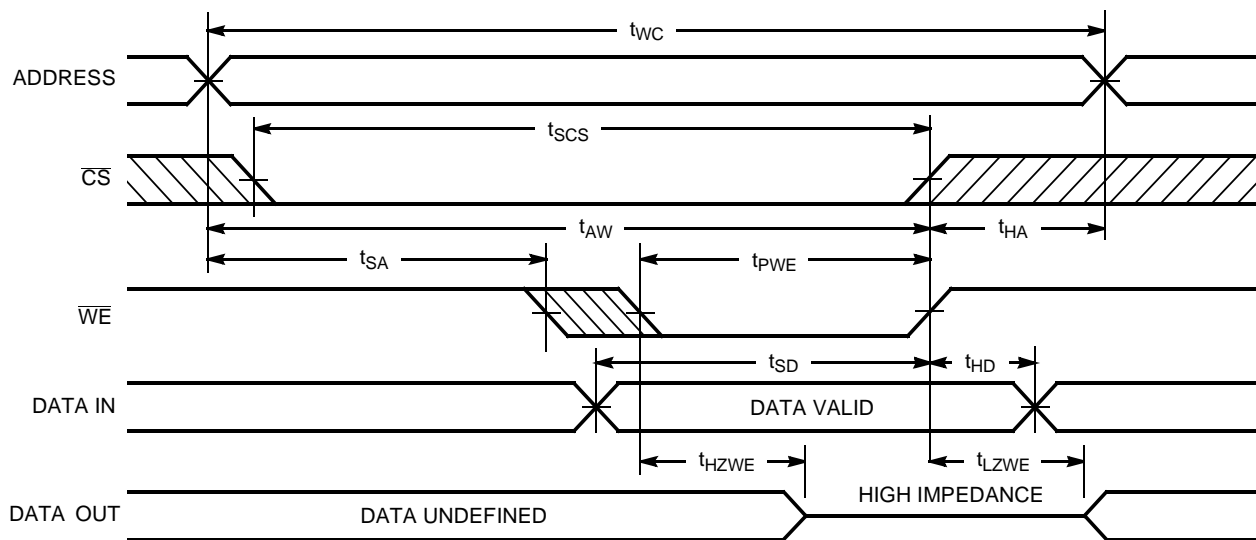 tWC
ADDRESS
tSCS
CS
tAW
tHA
tSA
tPWE
WE
tSD
tHD
DATA IN
DATA VALID
tHZWE
tLZWE
HIGH IMPEDANCE
DATA OUT
DATA UNDEFINED